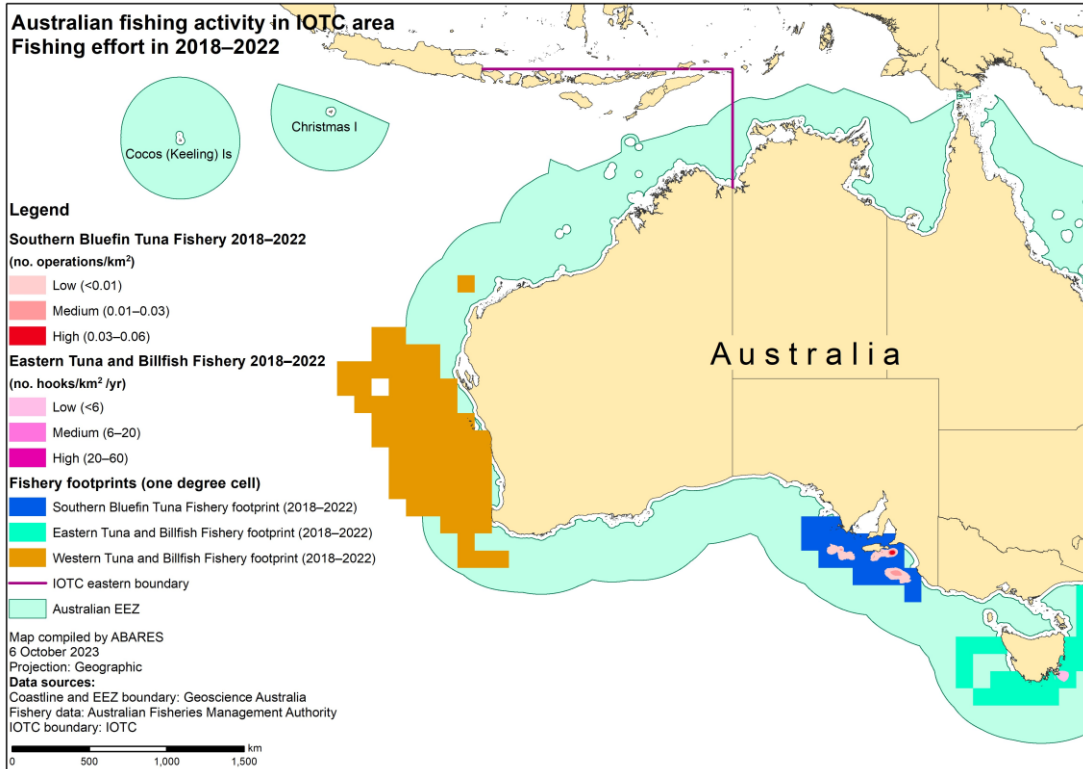 Australian fishing activity in IOTC area
Fishing effort in 2018–2022
Cocos (Keeling) Is
Christmas I
Australia
Legend
Southern Bluefin Tuna Fishery 2018–2022
(no. operations/km²)
Low (<0.01)
Medium (0.01–0.03)
High (0.03–0.06)
Eastern Tuna and Billfish Fishery 2018–2022
(no. hooks/km² /yr)
Low (<6)
Medium (6–20)
High (20–60)
Fishery footprints (one degree cell)
Southern Bluefin Tuna Fishery footprint (2018–2022)
Eastern Tuna and Billfish Fishery footprint (2018–2022)
Western Tuna and Billfish Fishery footprint (2018–2022)
IOTC eastern boundary
Australian EEZ
Map compiled by ABARES
6 October 2023
Projection: Geographic
Data sources:
Coastline and EEZ boundary: Geoscience Australia
Fishery data: Australian Fisheries Management Authority
IOTC boundary: IOTC
km
0 500 1,000 1,500